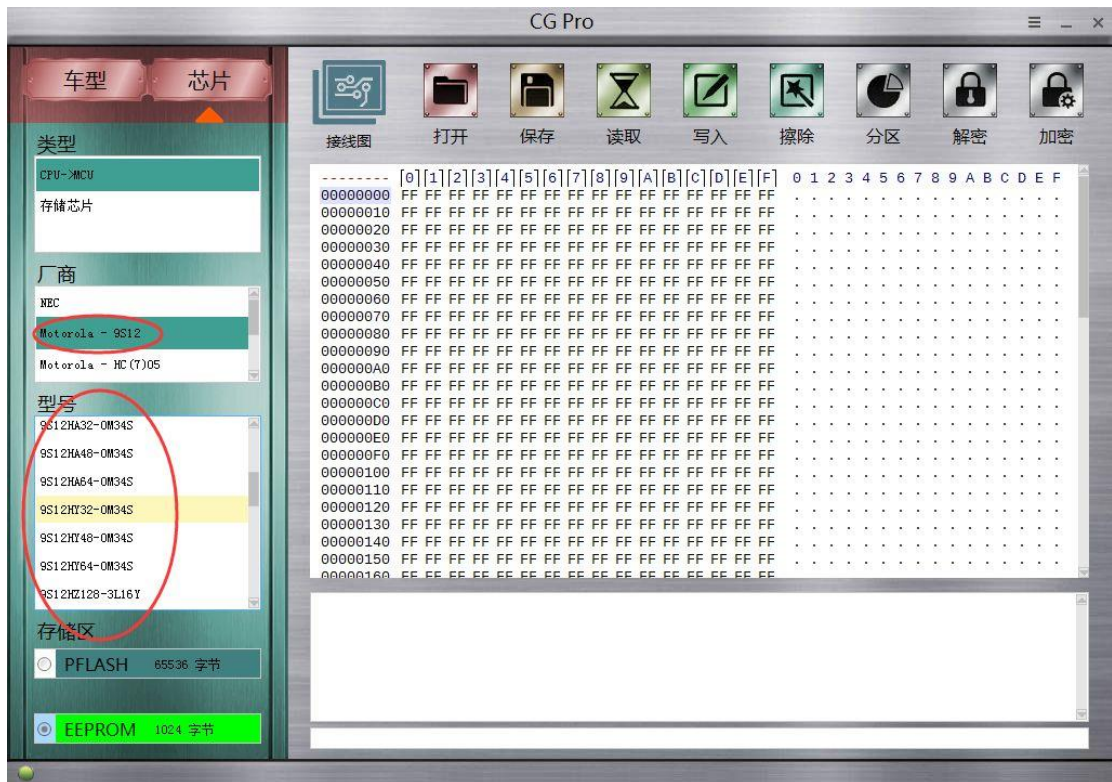 CG Pro
车型 芯片
类型
CPU->MCU
存储芯片
厂商
NEC
Motorola - 9S12
Motorola - HC(7)05
型号
9S12HA32-0M34S
9S12HA48-0M34S
9S12HA64-0M34S
9S12HY32-0M34S
9S12HY48-0M34S
9S12HY64-0M34S
9S12HZ128-3L16Y
存储区
PFLASH 65536 字节
EEPROM 1024 字节
接线图 打开 保存 读取 写入 擦除 分区 解密 加密
-------- [0][1][2][3][4][5][6][7][8][9][A][B][C][D][E][F] 0 1 2 3 4 5 6 7 8 9 A B C D E F
00000000 FF FF FF FF FF FF FF FF FF FF FF FF FF FF FF FF . . . . . . . . . . . . . . . .
00000010 FF FF FF FF FF FF FF FF FF FF FF FF FF FF FF FF . . . . . . . . . . . . . . . .
00000020 FF FF FF FF FF FF FF FF FF FF FF FF FF FF FF FF . . . . . . . . . . . . . . . .
00000030 FF FF FF FF FF FF FF FF FF FF FF FF FF FF FF FF . . . . . . . . . . . . . . . .
00000040 FF FF FF FF FF FF FF FF FF FF FF FF FF FF FF FF . . . . . . . . . . . . . . . .
00000050 FF FF FF FF FF FF FF FF FF FF FF FF FF FF FF FF . . . . . . . . . . . . . . . .
00000060 FF FF FF FF FF FF FF FF FF FF FF FF FF FF FF FF . . . . . . . . . . . . . . . .
00000070 FF FF FF FF FF FF FF FF FF FF FF FF FF FF FF FF . . . . . . . . . . . . . . . .
00000080 FF FF FF FF FF FF FF FF FF FF FF FF FF FF FF FF . . . . . . . . . . . . . . . .
00000090 FF FF FF FF FF FF FF FF FF FF FF FF FF FF FF FF . . . . . . . . . . . . . . . .
000000A0 FF FF FF FF FF FF FF FF FF FF FF FF FF FF FF FF . . . . . . . . . . . . . . . .
000000B0 FF FF FF FF FF FF FF FF FF FF FF FF FF FF FF FF . . . . . . . . . . . . . . . .
000000C0 FF FF FF FF FF FF FF FF FF FF FF FF FF FF FF FF . . . . . . . . . . . . . . . .
000000D0 FF FF FF FF FF FF FF FF FF FF FF FF FF FF FF FF . . . . . . . . . . . . . . . .
000000E0 FF FF FF FF FF FF FF FF FF FF FF FF FF FF FF FF . . . . . . . . . . . . . . . .
000000F0 FF FF FF FF FF FF FF FF FF FF FF FF FF FF FF FF . . . . . . . . . . . . . . . .
00000100 FF FF FF FF FF FF FF FF FF FF FF FF FF FF FF FF . . . . . . . . . . . . . . . .
00000110 FF FF FF FF FF FF FF FF FF FF FF FF FF FF FF FF . . . . . . . . . . . . . . . .
00000120 FF FF FF FF FF FF FF FF FF FF FF FF FF FF FF FF . . . . . . . . . . . . . . . .
00000130 FF FF FF FF FF FF FF FF FF FF FF FF FF FF FF FF . . . . . . . . . . . . . . . .
00000140 FF FF FF FF FF FF FF FF FF FF FF FF FF FF FF FF . . . . . . . . . . . . . . . .
00000150 FF FF FF FF FF FF FF FF FF FF FF FF FF FF FF FF . . . . . . . . . . . . . . . .
00000160 FF FF FF FF FF FF FF FF FF FF FF FF FF FF FF FF